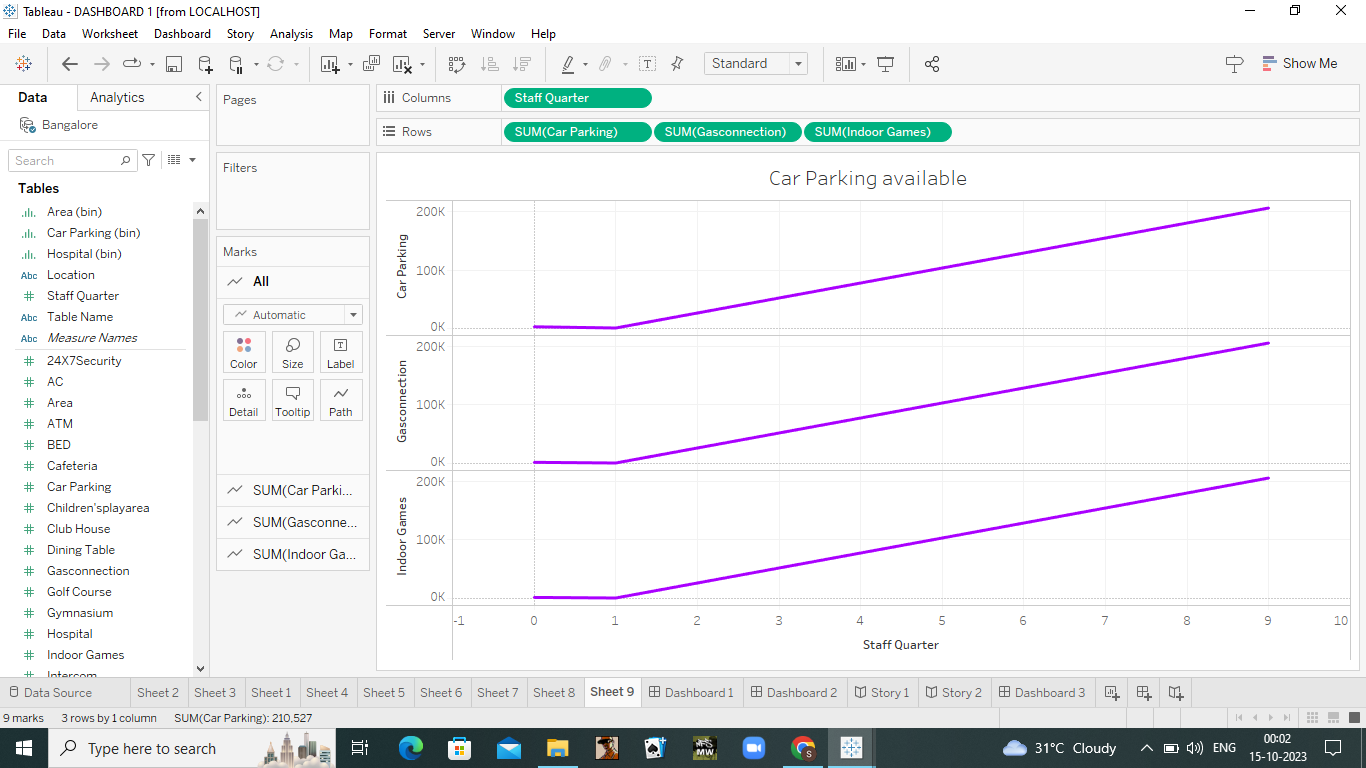 Tableau - DASHBOARD 1 [from LOCALHOST]
File Data Worksheet Dashboard Story Analysis Map Format Server Window Help
Standard
Show Me
Data Analytics
Bangalore
Search
Tables
Area (bin)
Car Parking (bin)
Hospital (bin)
Abc Location
Staff Quarter
Abc Table Name
Abc Measure Names
24X7Security
AC
Area
ATM
BED
Cafeteria
Car Parking
Children'splayarea
Club House
Dining Table
Gasconnection
Golf Course
Gymnasium
Hospital
Indoor Games
Intercom
Pages
Filters
Marks
All
Automatic
Color Size Label
Detail Tooltip Path
SUM(Car Parki...
SUM(Gasconne...
SUM(Indoor Ga...
Columns Staff Quarter
Rows SUM(Car Parking) SUM(Gasconnection) SUM(Indoor Games)
Car Parking available
Car Parking
200K
100K
0K
Gasconnection
200K
100K
0K
Indoor Games
200K
100K
0K
-1 0 1 2 3 4 5 6 7 8 9 10
Staff Quarter
Data Source Sheet 2 Sheet 3 Sheet 1 Sheet 4 Sheet 5 Sheet 6 Sheet 7 Sheet 8 Sheet 9 Dashboard 1 Dashboard 2 Story 1 Story 2 Dashboard 3
9 marks 3 rows by 1 column SUM(Car Parking): 210,527
Type here to search
MW
S
31°C Cloudy
ENG
00:02
15-10-2023